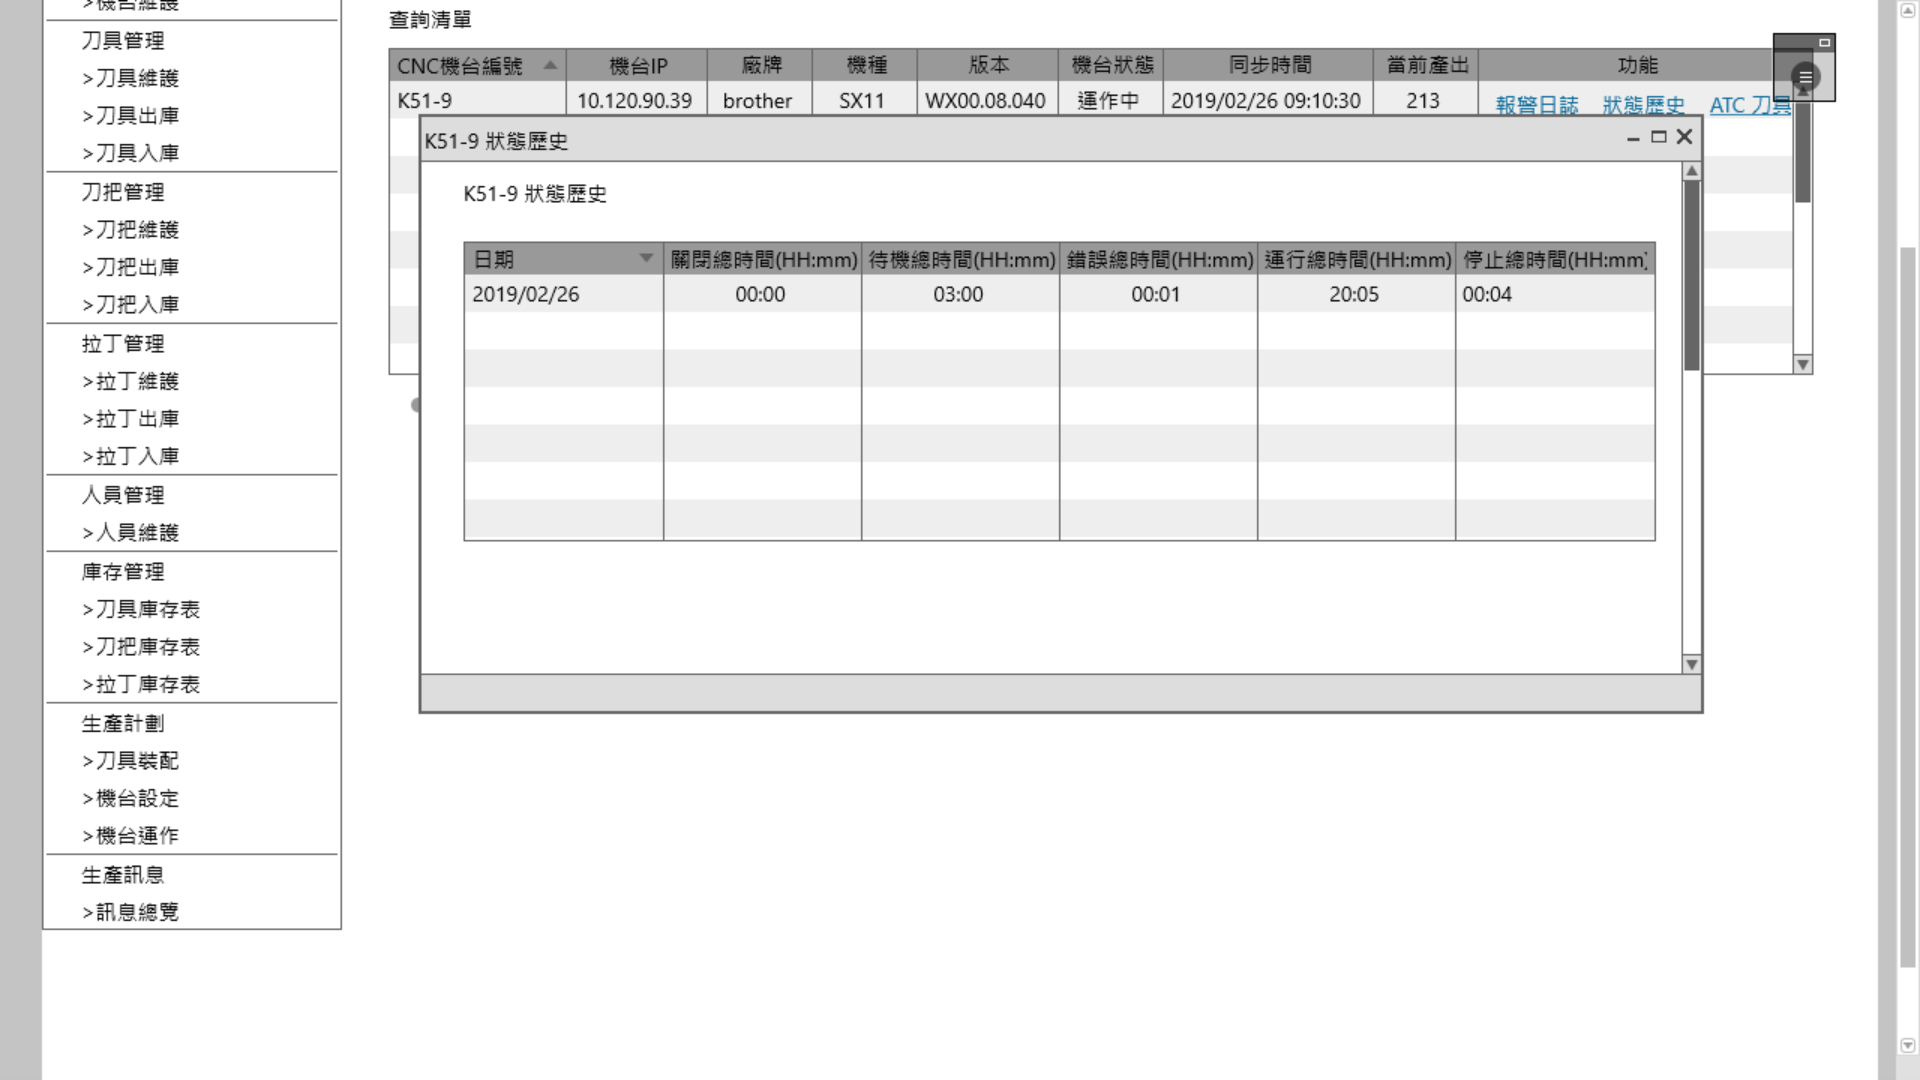 >機台維護
刀具管理
>刀具維護
>刀具出庫
>刀具入庫
刀把管理
>刀把維護
>刀把出庫
>刀把入庫
拉丁管理
>拉丁維護
>拉丁出庫
>拉丁入庫
人員管理
>人員維護
庫存管理
>刀具庫存表
>刀把庫存表
>拉丁庫存表
生產計劃
>刀具裝配
>機台設定
>機台運作
生產訊息
>訊息總覽
查詢清單
CNC機台編號 機台IP 廠牌 機種 版本 機台狀態 同步時間 當前產出 功能
K51-9 10.120.90.39 brother SX11 WX00.08.040 運作中 2019/02/26 09:10:30 213 報警日誌 狀態歷史 ATC 刀具
K51-9 狀態歷史
K51-9 狀態歷史
日期 關閉總時間(HH:mm) 待機總時間(HH:mm) 錯誤總時間(HH:mm) 運行總時間(HH:mm) 停止總時間(HH:mm)
2019/02/26 00:00 03:00 00:01 20:05 00:04